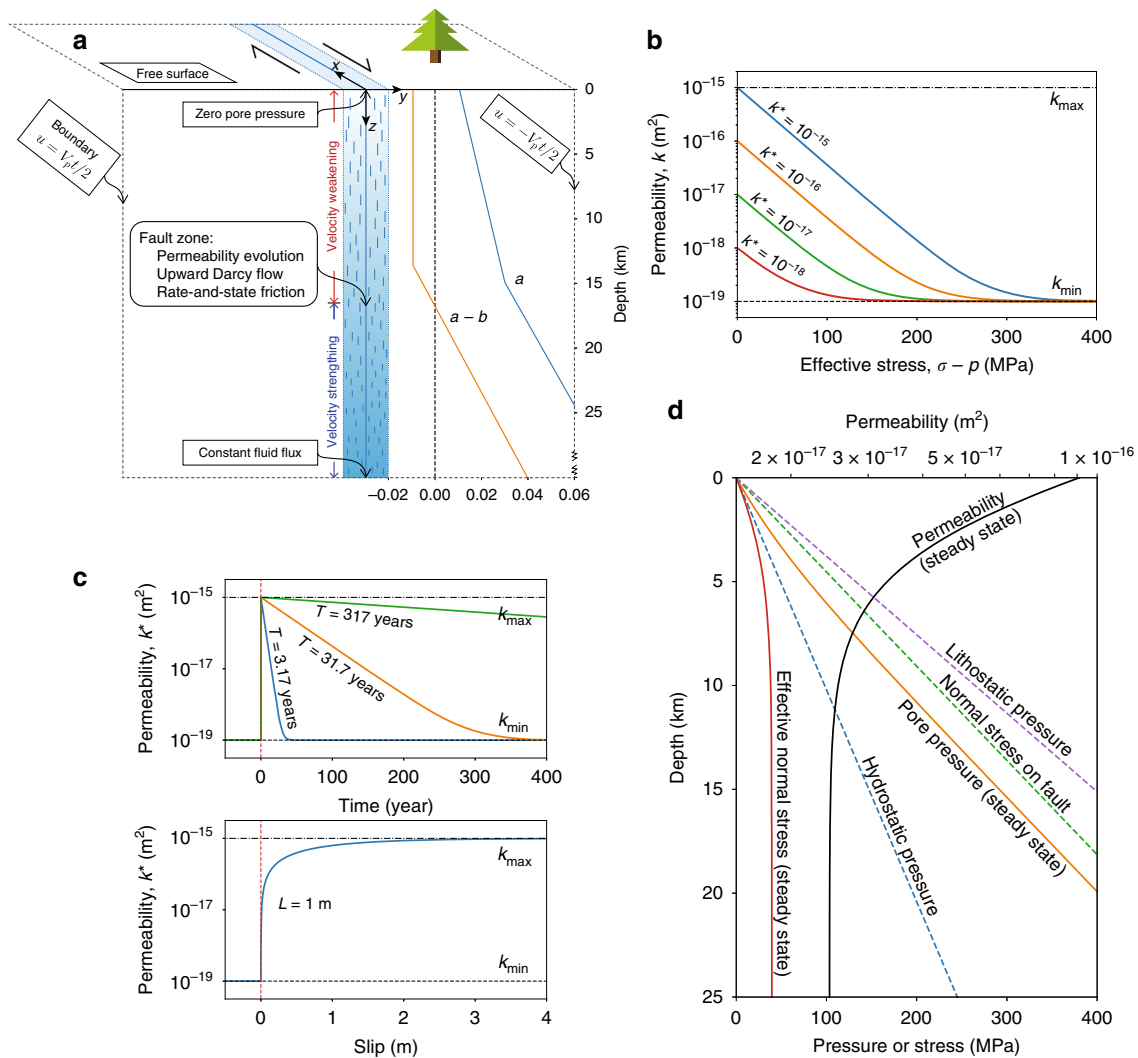 a
Free surface
x
y
z
Zero pore pressure
Boundary
u = V_p t/2
u = −V_p t/2
Velocity weakening
Velocity strengthening
Fault zone:
Permeability evolution
Upward Darcy flow
Rate-and-state friction
Constant fluid flux
a
a − b
0
5
10
15
20
25
Depth (km)
−0.02
0.00
0.02
0.04
0.06
b
10⁻¹⁵
10⁻¹⁶
10⁻¹⁷
10⁻¹⁸
10⁻¹⁹
Permeability, k (m²)
k_max
k* = 10⁻¹⁵
k* = 10⁻¹⁶
k* = 10⁻¹⁷
k* = 10⁻¹⁸
k_min
0
100
200
300
400
Effective stress, σ − p (MPa)
c
10⁻¹⁵
10⁻¹⁷
10⁻¹⁹
Permeability, k* (m²)
T = 317 years
k_max
T = 31.7 years
T = 3.17 years
k_min
0
100
200
300
400
Time (year)
10⁻¹⁵
10⁻¹⁷
10⁻¹⁹
Permeability, k* (m²)
k_max
L = 1 m
k_min
0
1
2
3
4
Slip (m)
d
Permeability (m²)
2 × 10⁻¹⁷
3 × 10⁻¹⁷
5 × 10⁻¹⁷
1 × 10⁻¹⁶
0
5
10
15
20
25
Depth (km)
Permeability
(steady state)
Lithostatic pressure
Normal stress on fault
Pore pressure (steady state)
Hydrostatic pressure
Effective normal stress (steady state)
0
100
200
300
400
Pressure or stress (MPa)